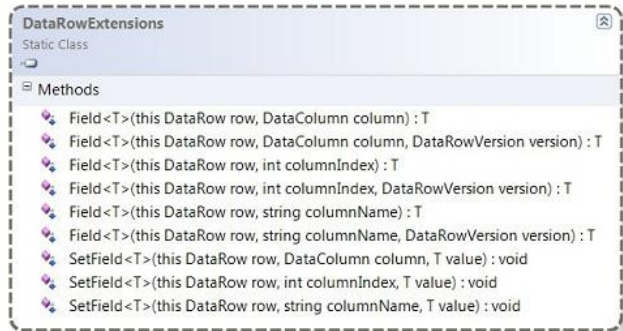 DataRowExtensions
Static Class
Methods
Field<T>(this DataRow row, DataColumn column) : T
Field<T>(this DataRow row, DataColumn column, DataRowVersion version) : T
Field<T>(this DataRow row, int columnIndex) : T
Field<T>(this DataRow row, int columnIndex, DataRowVersion version) : T
Field<T>(this DataRow row, string columnName) : T
Field<T>(this DataRow row, string columnName, DataRowVersion version) : T
SetField<T>(this DataRow row, DataColumn column, T value) : void
SetField<T>(this DataRow row, int columnIndex, T value) : void
SetField<T>(this DataRow row, string columnName, T value) : void